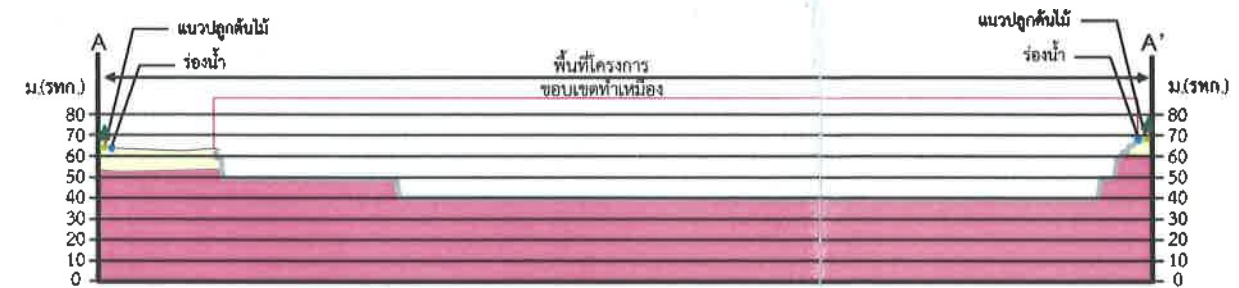 แนวปลูกต้นไม้
แนวปลูกต้นไม้
A
A'
ร่องน้ำ
ร่องน้ำ
พื้นที่โครงการ
ม.(รทก.)
ขอบเขตทำเหมือง
ม.(รทก.)
80
80
70
70
60
60
50
50
40
40
30
30
20
20
10
10
0
0